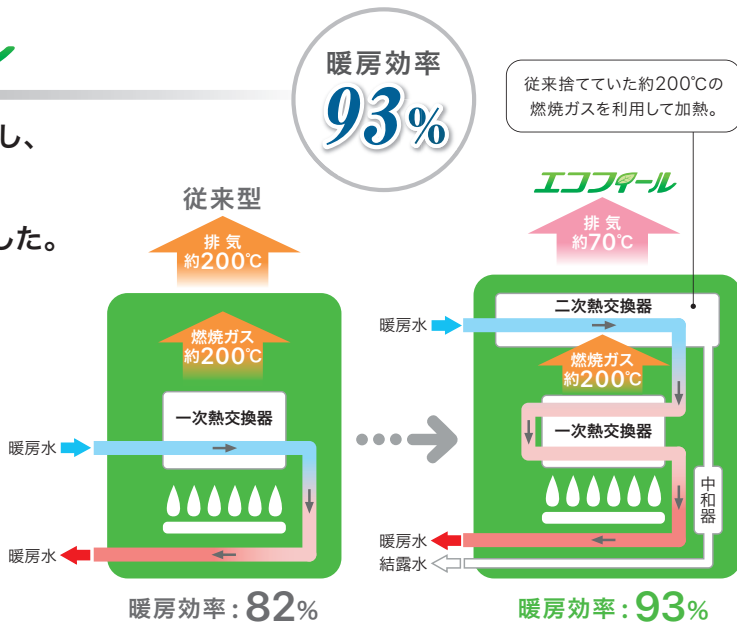 し、
した。
暖房効率
93%
従来捨てていた約200℃の
燃焼ガスを利用して加熱。
従来型
排気
約200℃
燃焼ガス
約200℃
一次熱交換器
暖房水
暖房水
暖房効率：82%
エコフィール
排気
約70℃
二次熱交換器
暖房水
燃焼ガス
約200℃
一次熱交換器
中和器
暖房水
結露水
暖房効率：93%